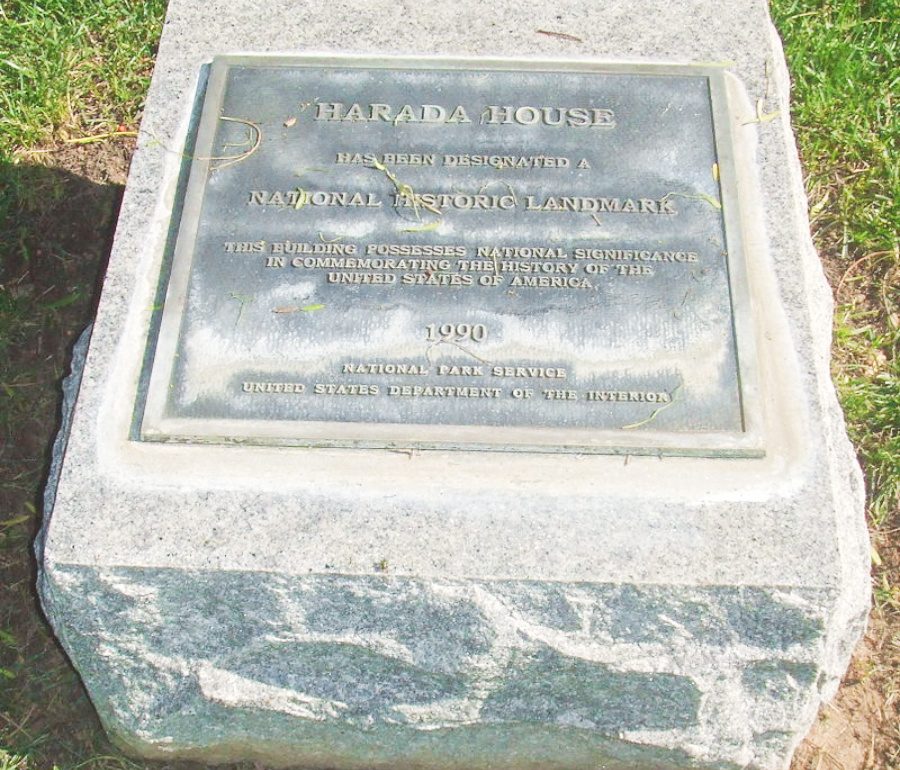 HARADA HOUSE
HAS BEEN DESIGNATED A
NATIONAL HISTORIC LANDMARK
THIS BUILDING POSSESSES NATIONAL SIGNIFICANCE
IN COMMEMORATING THE HISTORY OF THE
UNITED STATES OF AMERICA.
1990
NATIONAL PARK SERVICE
UNITED STATES DEPARTMENT OF THE INTERIOR